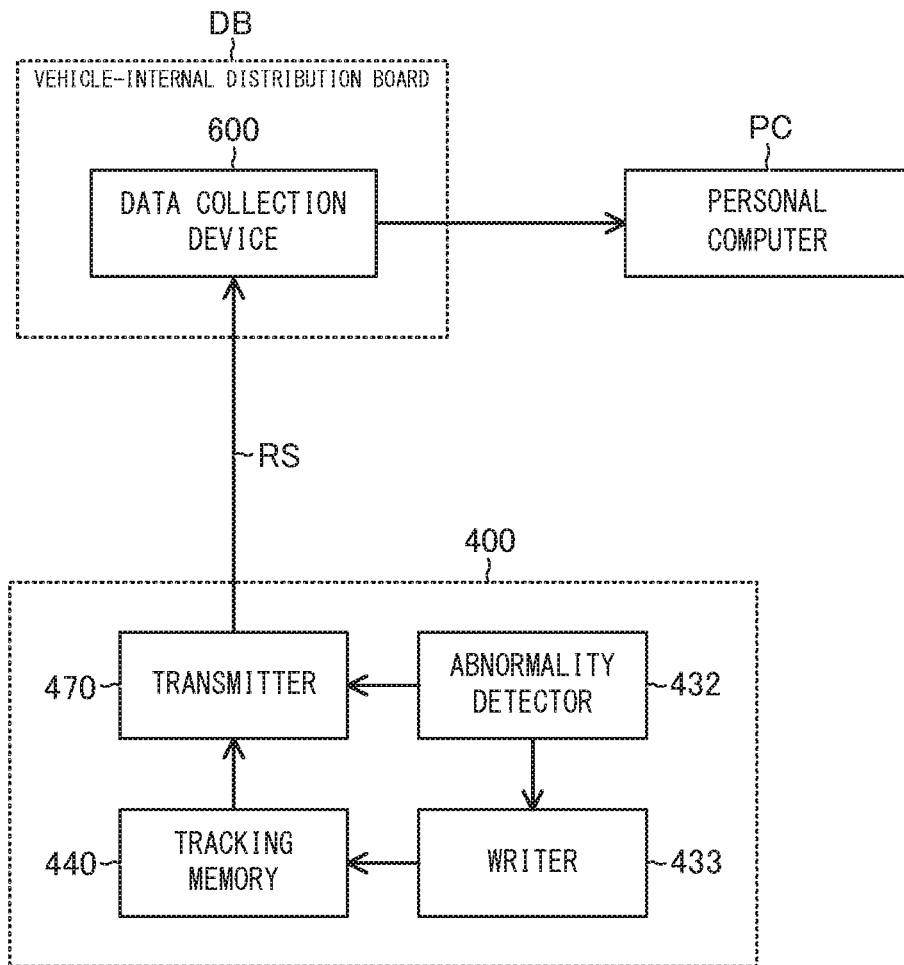 DB
VEHICLE-INTERNAL DISTRIBUTION BOARD
600
DATA COLLECTION
DEVICE
PC
PERSONAL
COMPUTER
RS
400
470
TRANSMITTER
ABNORMALITY
DETECTOR
432
440
TRACKING
MEMORY
WRITER
433